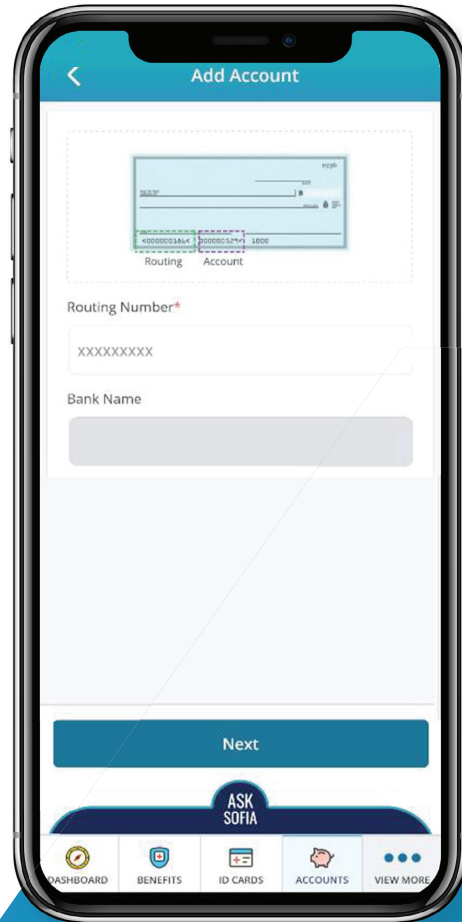 Add Account
1000
Routing Account
Routing Number*
XXXXXXXXX
Bank Name
Next
ASK
SOFIA
DASHBOARD BENEFITS ID CARDS ACCOUNTS VIEW MORE